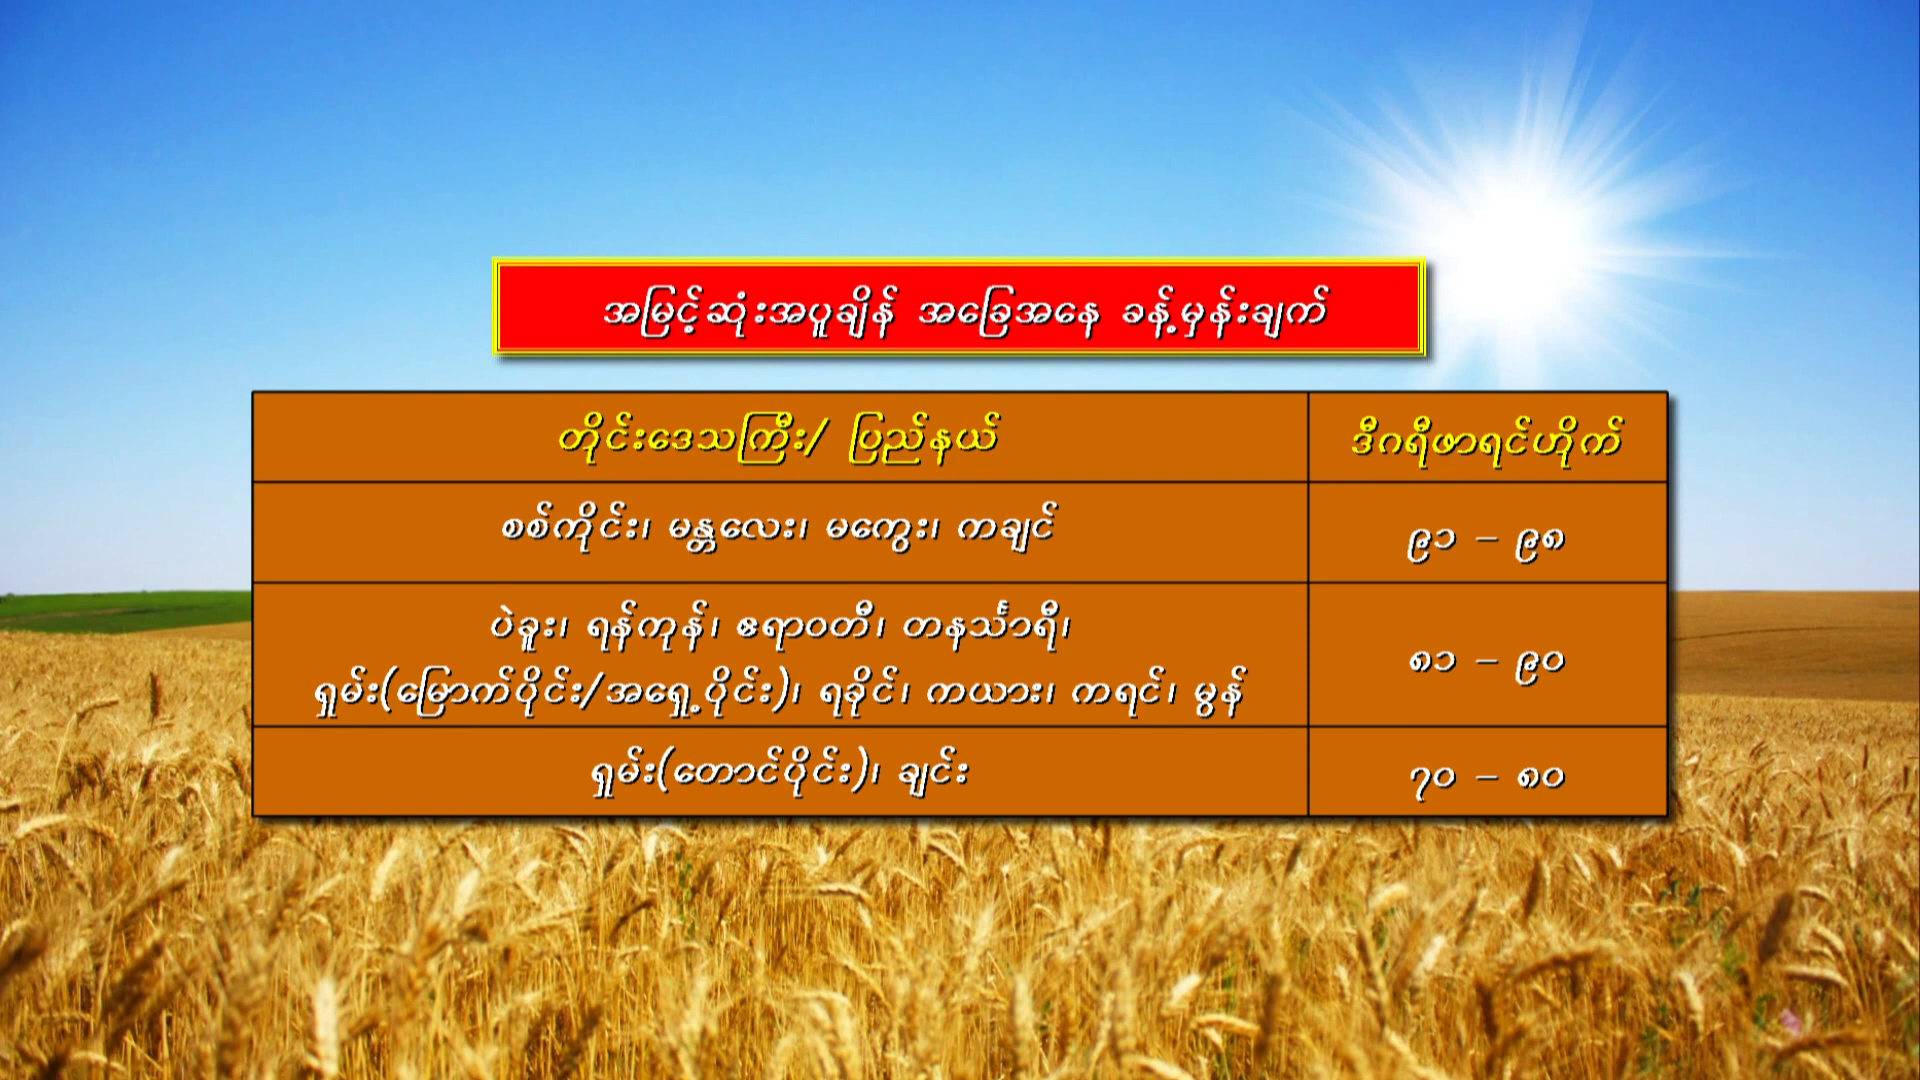 အမြင့်ဆုံးအပူချိန် အခြေအနေ ခန့်မှန်းချက်
တိုင်းဒေသကြီး/ ပြည်နယ်
ဒီဂရီဖာရင်ဟိုက်
စစ်ကိုင်း၊ မန္တလေး၊ မကွေး၊ ကချင်
၉၁ – ၉၈
ပဲခူး၊ ရန်ကုန်၊ ဧရာဝတီ၊ တနင်္သာရီ၊
ရှမ်း(မြောက်ပိုင်း/အရှေ့ပိုင်း)၊ ရခိုင်၊ ကယား၊ ကရင်၊ မွန်
၈၁ – ၉၀
ရှမ်း(တောင်ပိုင်း)၊ ချင်း
၇၀ – ၈၀